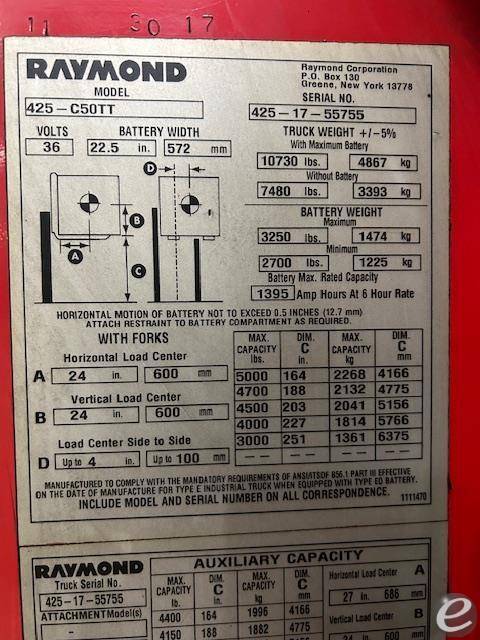 11 30 17
RAYMOND
Raymond Corporation
P.O. Box 130
Greene, New York 13778
MODEL
425-C50TT
SERIAL NO.
425-17-55755
VOLTS BATTERY WIDTH
36 22.5 in. 572 mm
TRUCK WEIGHT +/-5%
With Maximum Battery
10730 lbs. 4867 kg
Without Battery
7480 lbs. 3393 kg
BATTERY WEIGHT
Maximum
3250 lbs. 1474 kg
Minimum
2700 lbs. 1225 kg
Battery Max. Rated Capacity
1395 Amp Hours At 6 Hour Rate
D
B
A
C
HORIZONTAL MOTION OF BATTERY NOT TO EXCEED 0.5 INCHES (12.7 mm)
ATTACH RESTRAINT TO BATTERY COMPARTMENT AS REQUIRED.
WITH FORKS
Horizontal Load Center
A 24 in. 600 mm
Vertical Load Center
B 24 in. 600 mm
Load Center Side to Side
D Up to 4 in. Up to 100 mm
MAX. CAPACITY lbs. DIM. C in. MAX. CAPACITY kg DIM. C mm
5000 164 2268 4166
4700 188 2132 4775
4500 203 2041 5156
4000 227 1814 5766
3000 251 1361 6375
-- -- -- --
MANUFACTURED TO COMPLY WITH THE MANDATORY REQUIREMENTS OF ANSI/ITSDF B56.1 PART III EFFECTIVE
ON THE DATE OF MANUFACTURE FOR TYPE E INDUSTRIAL TRUCK WHEN EQUIPPED WITH TYPE ED BATTERY.
INCLUDE MODEL AND SERIAL NUMBER ON ALL CORRESPONDENCE.
1111470
RAYMOND
AUXILIARY CAPACITY
Truck Serial No.
425-17-55755
ATTACHMENT Model(s)
MAX. CAPACITY lbs. DIM. C in. MAX. CAPACITY kg DIM. C mm
4400 164 1996 4166
4150 188 1882 4775
Horizontal Load Center A
27 in. 686 mm
Vertical Load Center B
600
e